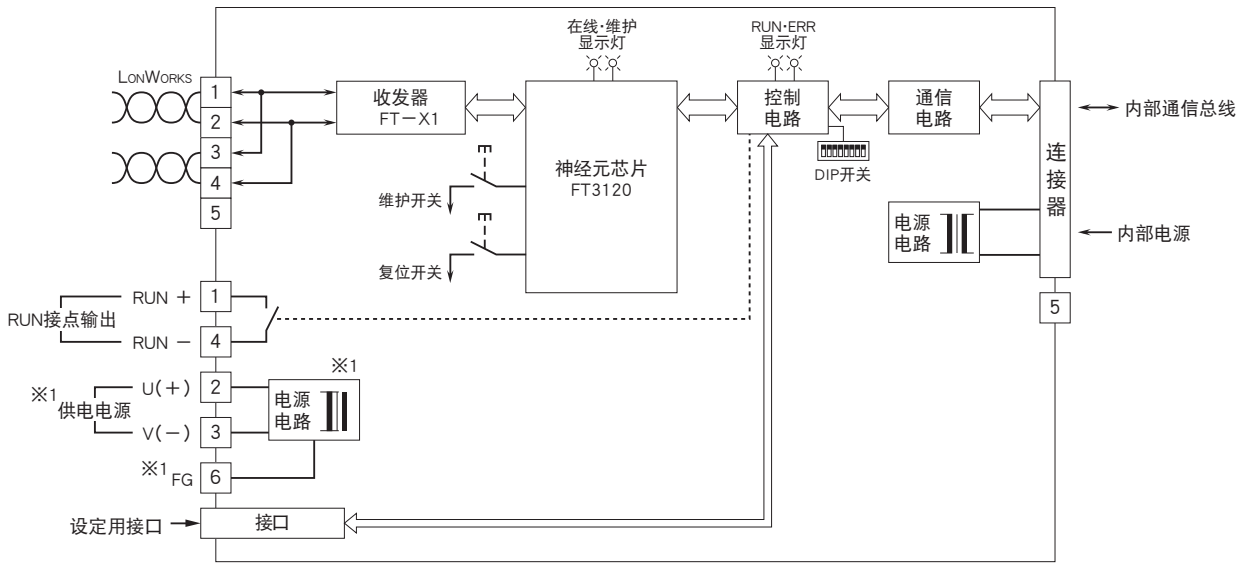 在线･维护
显示灯
RUN･ERR
显示灯
LONWORKS
1
2
3
4
5
收发器
FT－X1
神经元芯片
FT3120
控制
电路
通信
电路
DIP开关
连接器
内部通信总线
内部电源
电源
电路
5
维护开关
复位开关
RUN接点输出
RUN +
RUN －
1
4
※1
供电电源
U(+)
V(－)
2
3
※1
电源
电路
※1 FG
6
设定用接口
接口